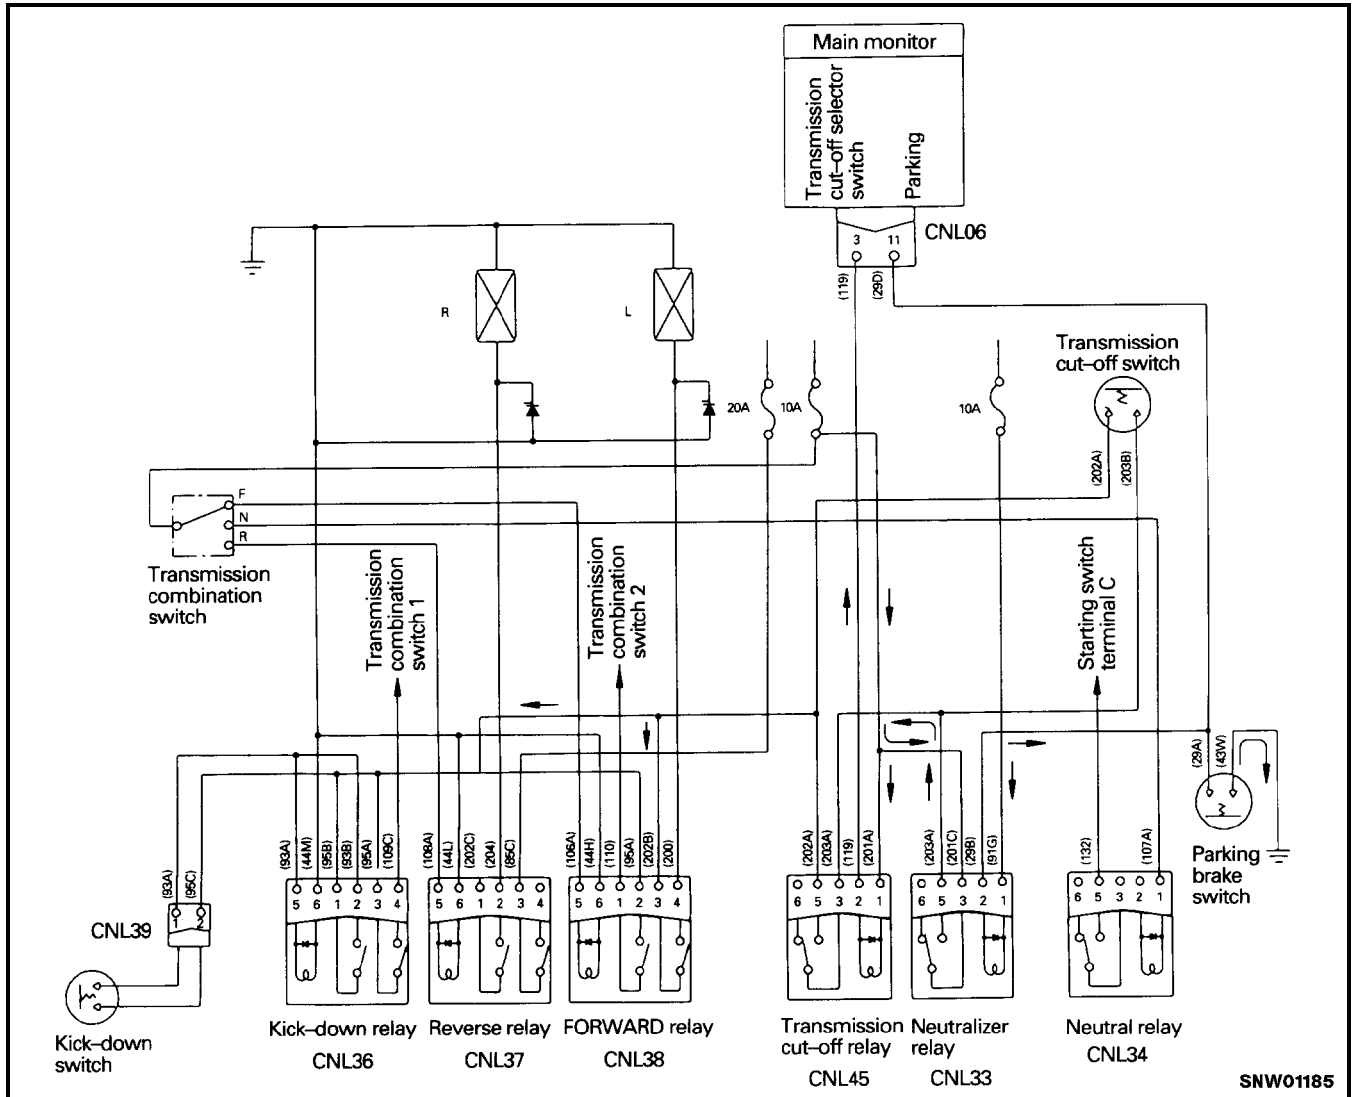 Main monitor
Transmission
cut–off selector
switch
Parking
CNL06
3 11
(119)
(29D)
R
L
Transmission
cut–off switch
20A
10A
10A
(202A)
(203B)
F
N
R
Transmission
combination
switch
Transmission
combination
switch 1
Transmission
combination
switch 2
Starting switch
terminal C
(29A)
(43W)
(93A)
(95C)
(93A)
(44M)
(95B)
(93B)
(95A)
(109C)
(108A)
(44L)
(202C)
(204)
(85C)
(106A)
(44H)
(110)
(95A)
(202B)
(200)
(202A)
(203A)
(119)
(201A)
(203A)
(201C)
(29B)
(91G)
(132)
(107A)
Parking
brake
switch
CNL39
1 2
5 6 1 2 3 4
5 6 1 2 3 4
5 6 1 2 3 4
6 5 3 2 1
6 5 3 2 1
6 5 3 2 1
Kick–down
switch
Kick–down relay
CNL36
Reverse relay
CNL37
FORWARD relay
CNL38
Transmission
cut–off relay
CNL45
Neutralizer
relay
CNL33
Neutral relay
CNL34
SNW01185